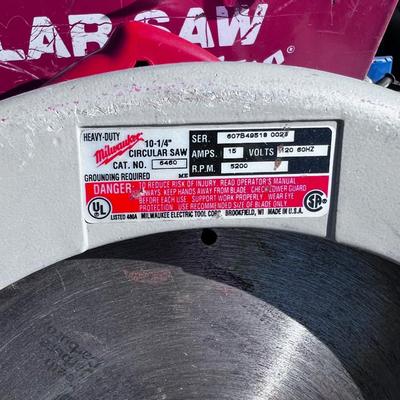 LAR SAW
HEAVY-DUTY
Milwaukee 10-1/4"
CIRCULAR SAW
CAT. NO. 6460
GROUNDING REQUIRED
SER. 607B49519 0023
AMPS. 15 VOLTS 120 60HZ
R.P.M. 5200
DANGER: TO REDUCE RISK OF INJURY, READ OPERATOR'S MANUAL.
ALWAYS KEEP HANDS AWAY FROM BLADE. CHECK LOWER GUARD
BEFORE EACH USE. SUPPORT WORK PROPERLY. WEAR EYE
PROTECTION. USE RECOMMENDED SIZE OF BLADE ONLY.
UL
LISTED 480A MILWAUKEE ELECTRIC TOOL CORP. BROOKFIELD, WI MADE IN U.S.A.